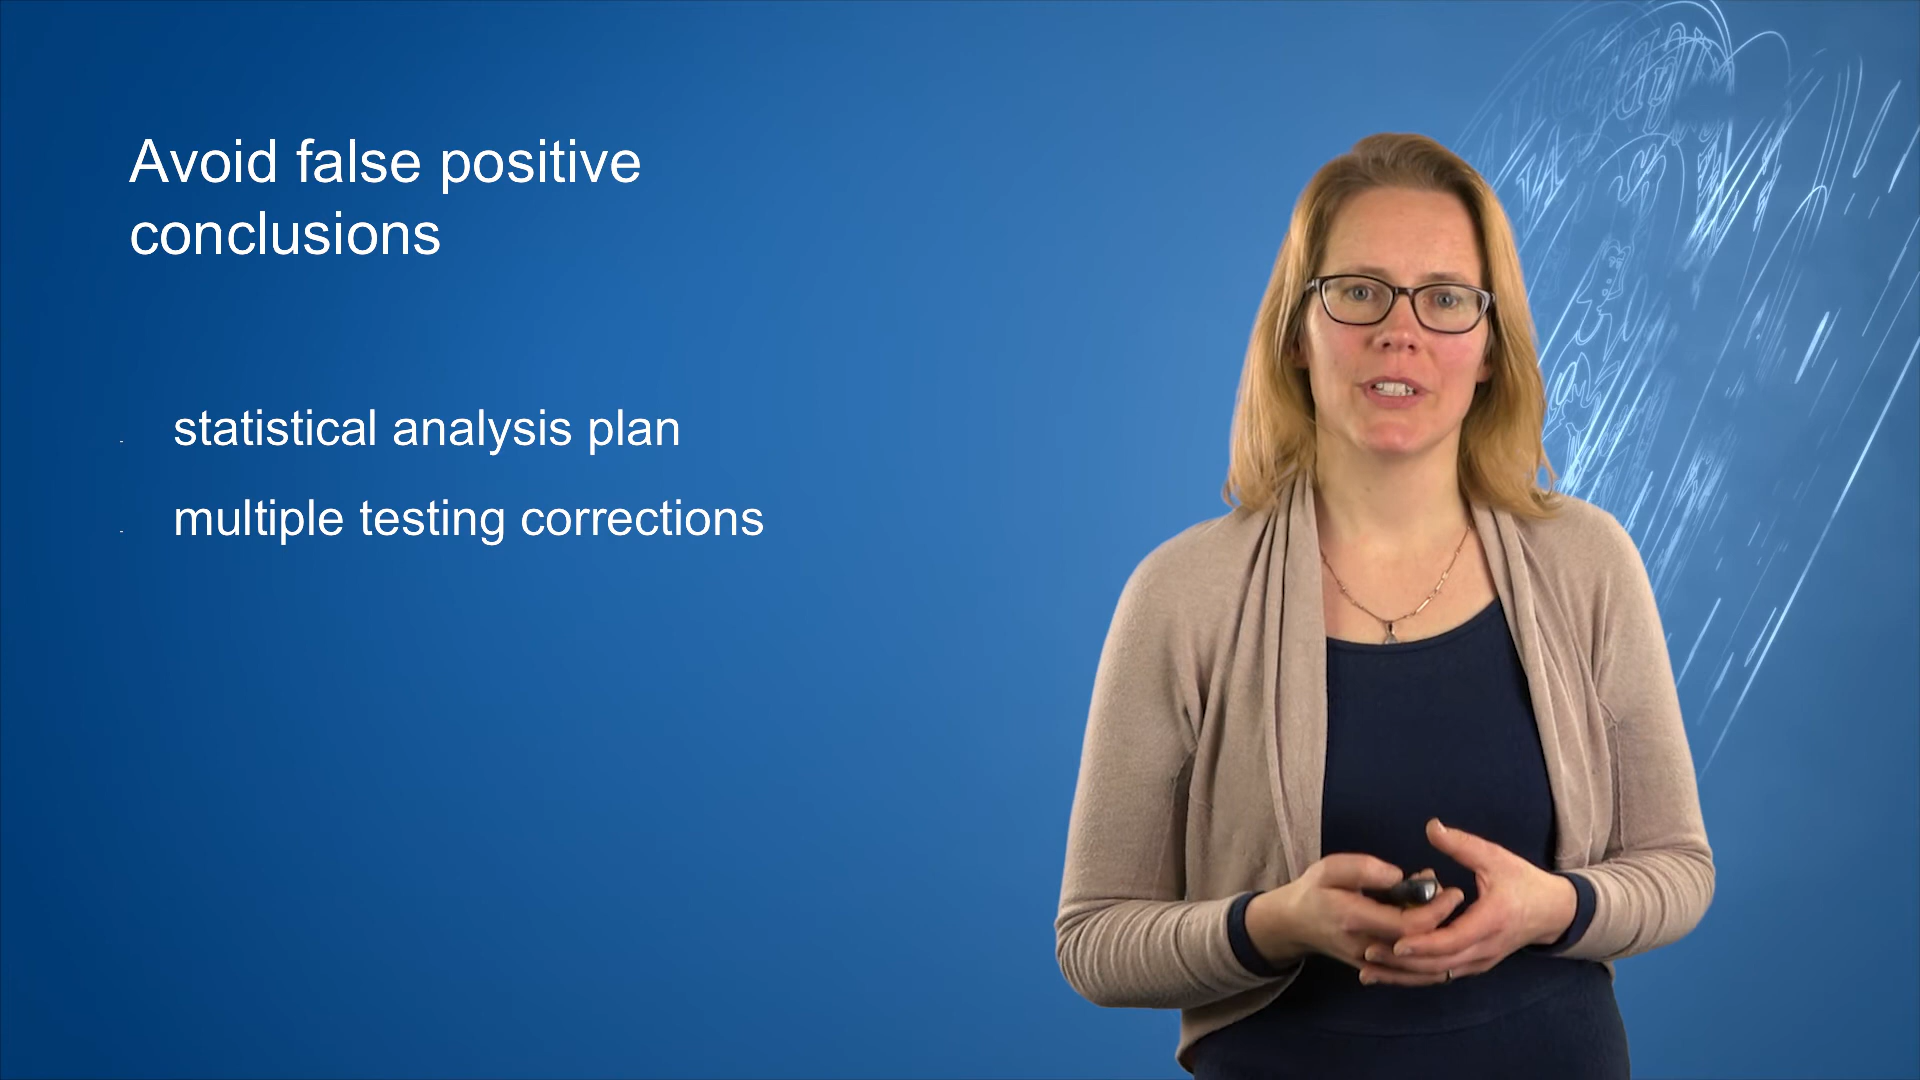 Avoid false positive
conclusions
statistical analysis plan
multiple testing corrections